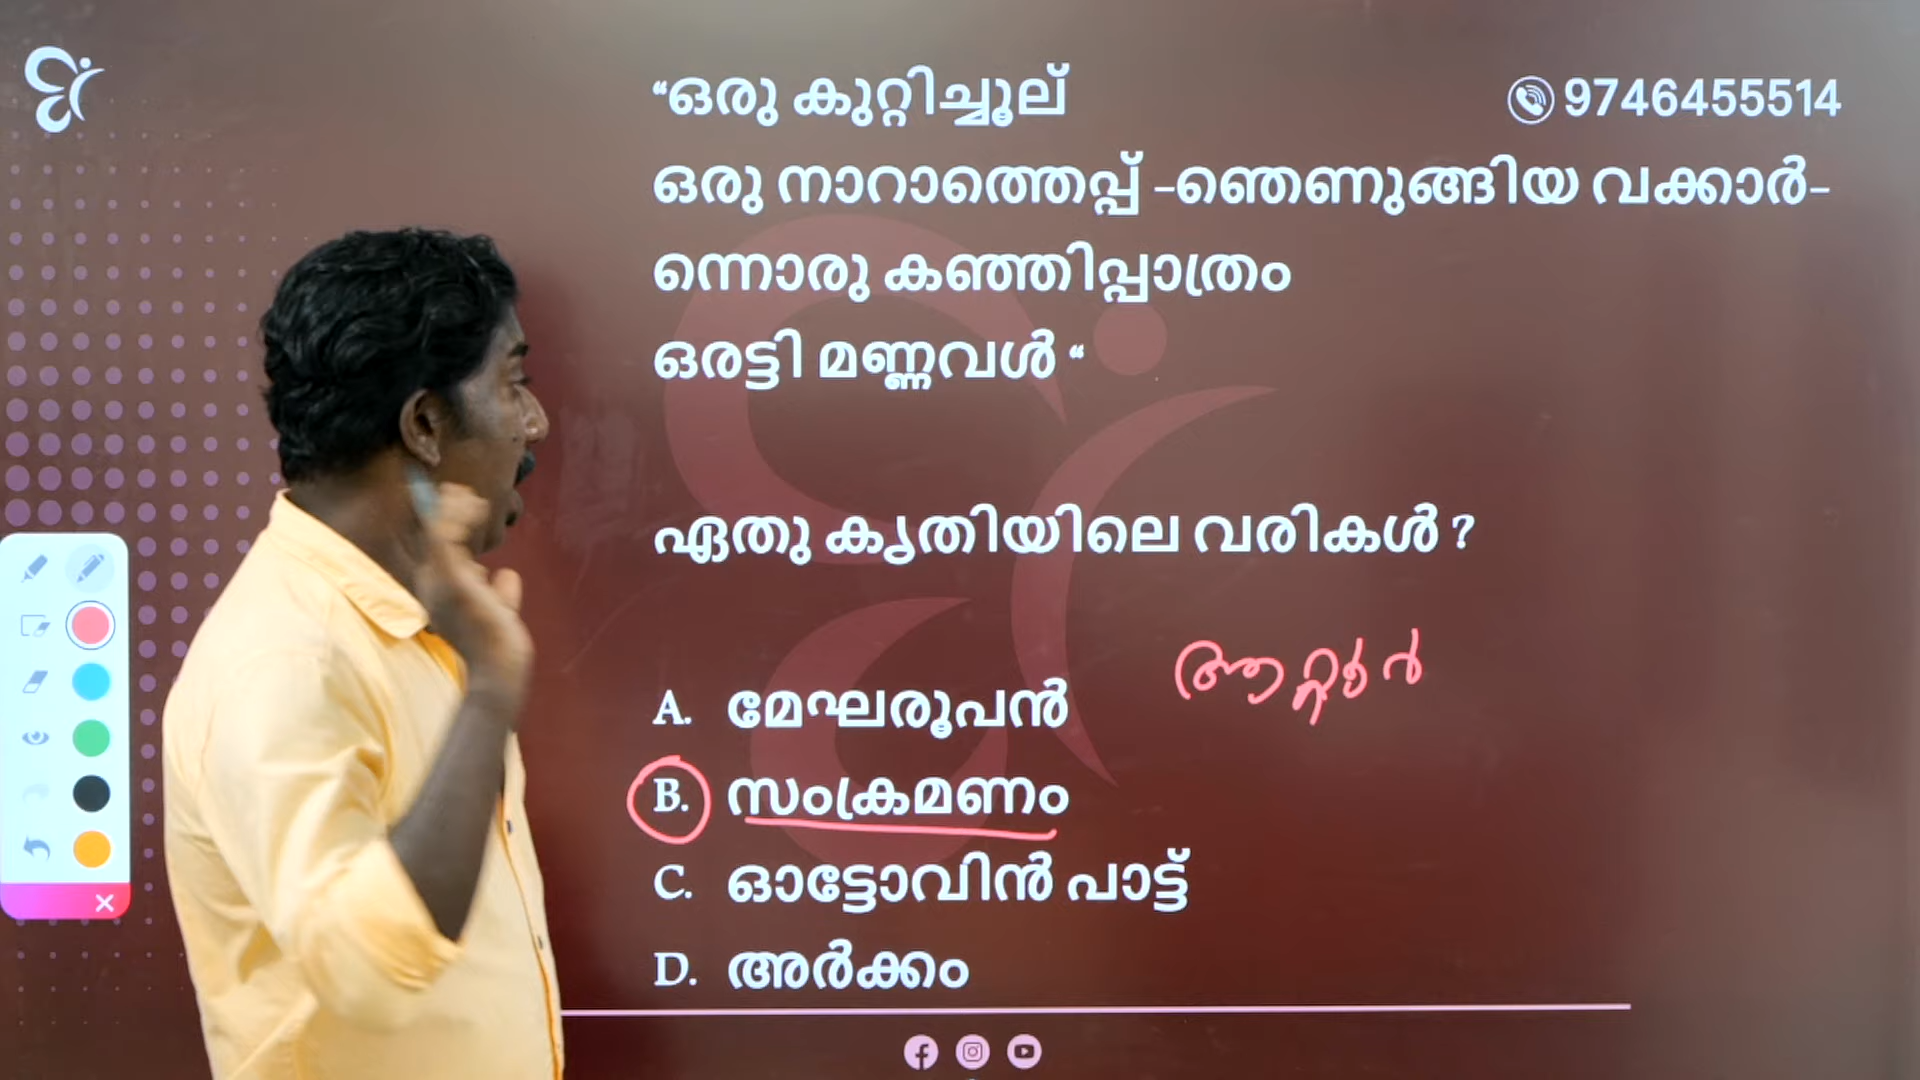 “ഒരു കുറ്റിച്ചൂല്
9746455514
ഒരു നാറാത്തെപ്പ് -ഞെണുങ്ങിയ വക്കാർ-
ന്നൊരു കഞ്ഞിപ്പാത്രം
ഒരട്ടി മണ്ണവൾ “
ഏതു കൃതിയിലെ വരികൾ ?
ആറ്റൂർ
A. മേഘരൂപൻ
B. സംക്രമണം
C. ഓട്ടോവിൻ പാട്ട്
D. അർക്കം